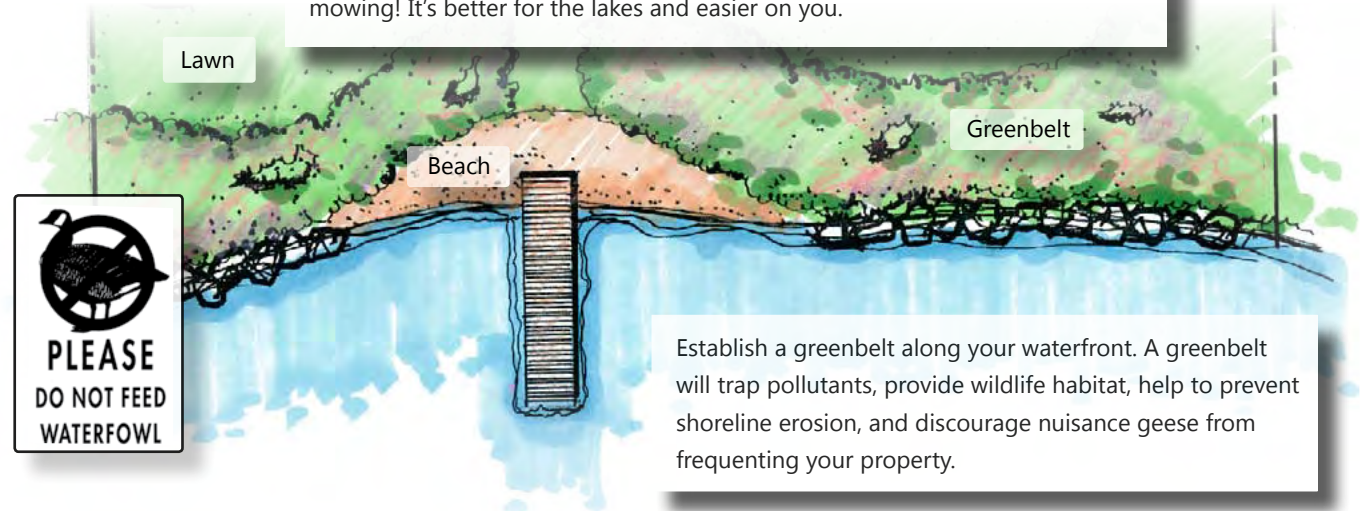 mowing! It's better for the lakes and easier on you.
Lawn
Greenbelt
Beach
PLEASE
DO NOT FEED
WATERFOWL
Establish a greenbelt along your waterfront. A greenbelt
will trap pollutants, provide wildlife habitat, help to prevent
shoreline erosion, and discourage nuisance geese from
frequenting your property.